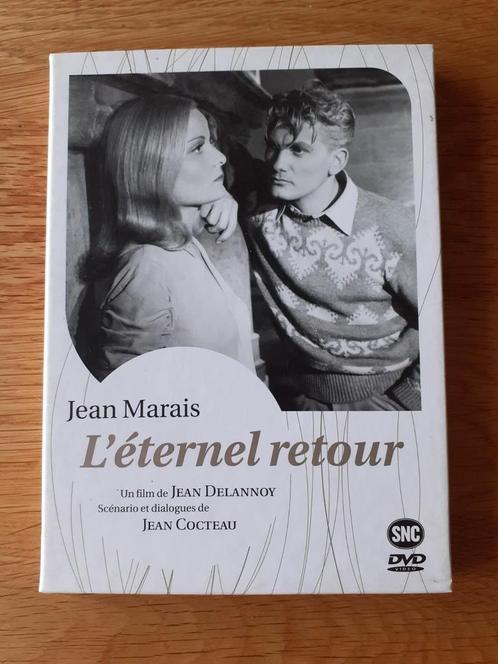 Jean Marais
L'éternel retour
Un film de JEAN DELANNOY
Scénario et dialogues de
JEAN COCTEAU
SNC
DVD
VIDEO